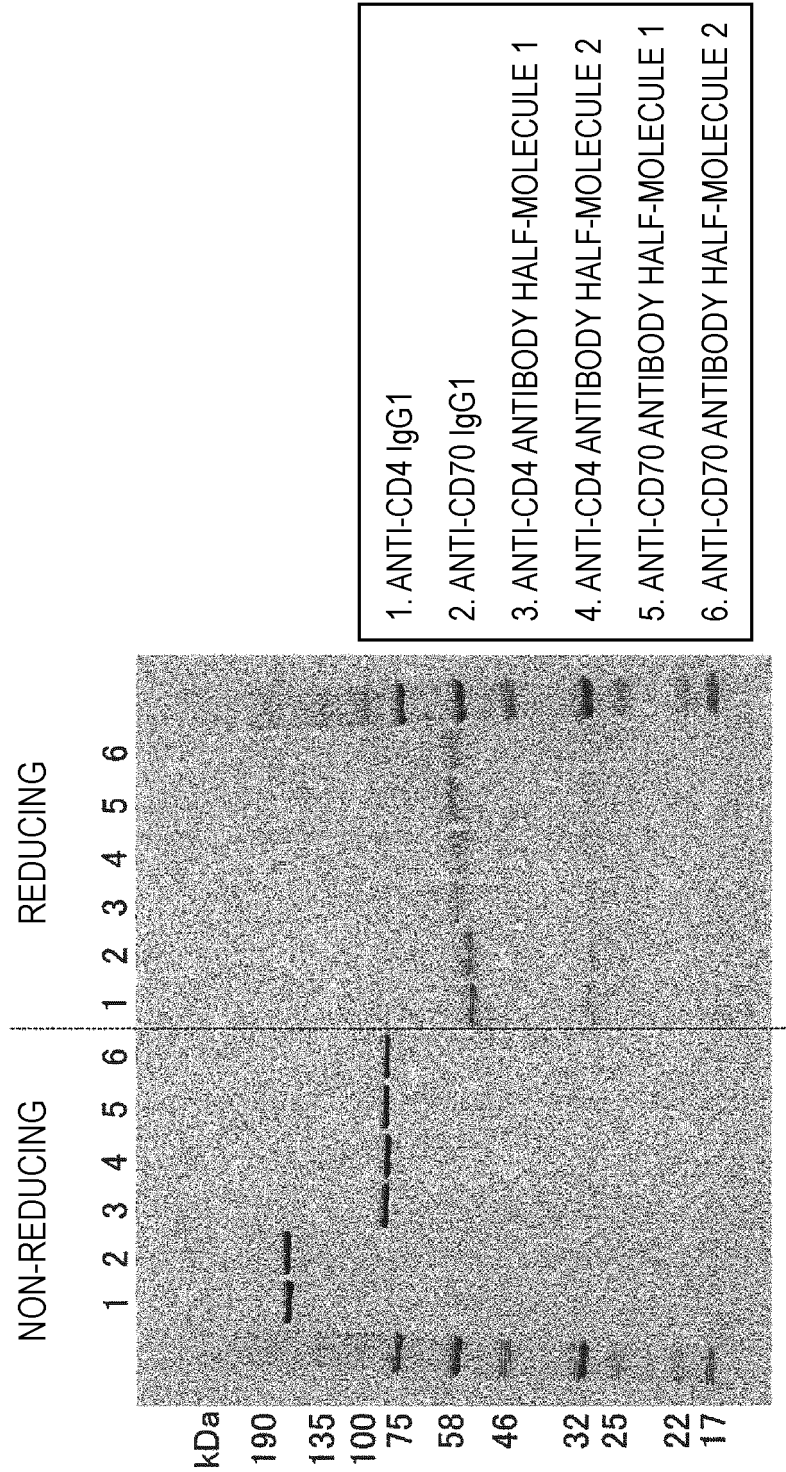 NON-REDUCING
REDUCING
1 2 3 4 5 6
1 2 3 4 5 6
kDa
190
135
100
75
58
46
32
25
22
17
1. ANTI-CD4 IgG1
2. ANTI-CD70 IgG1
3. ANTI-CD4 ANTIBODY HALF-MOLECULE 1
4. ANTI-CD4 ANTIBODY HALF-MOLECULE 2
5. ANTI-CD70 ANTIBODY HALF-MOLECULE 1
6. ANTI-CD70 ANTIBODY HALF-MOLECULE 2